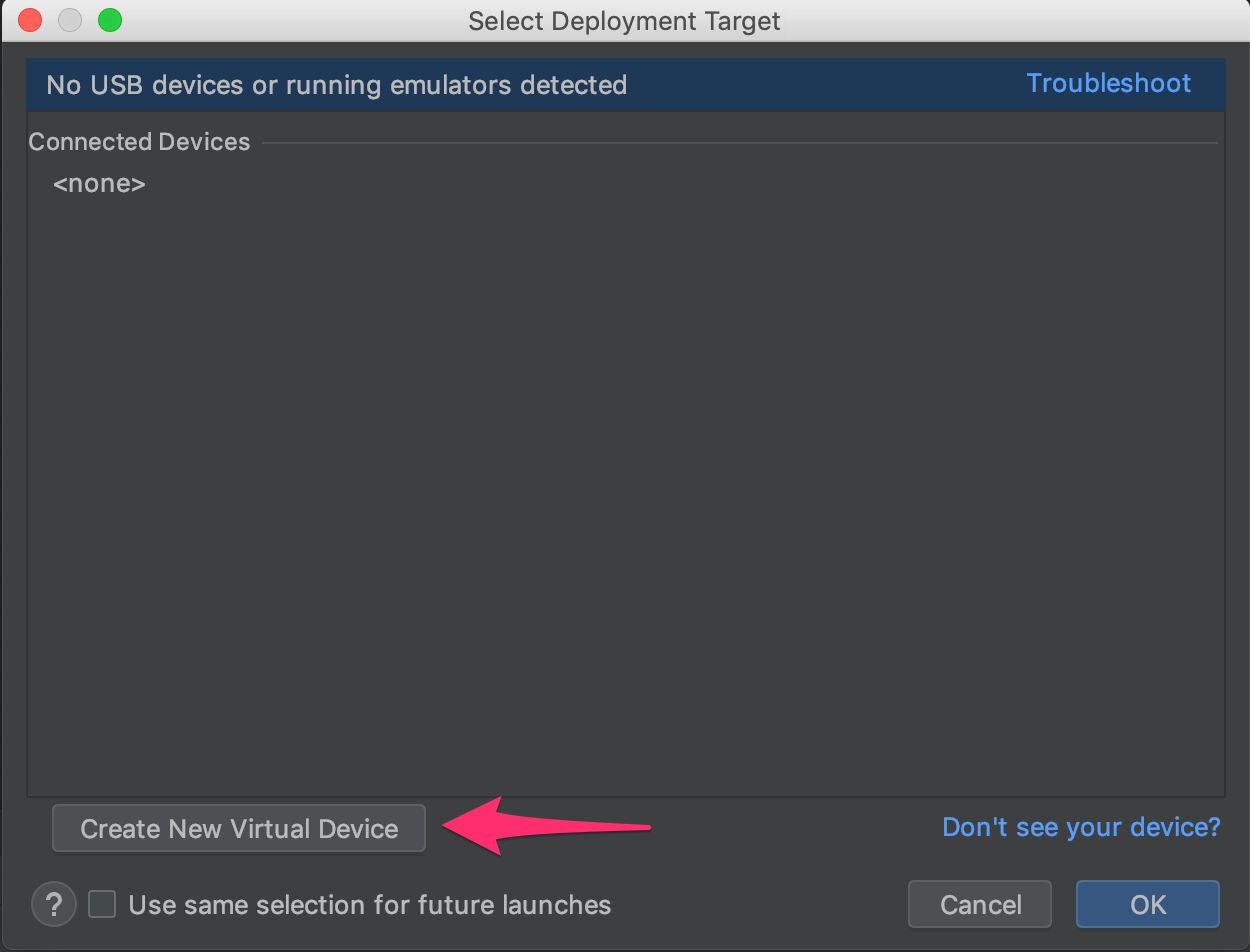 Select Deployment Target
No USB devices or running emulators detected
Troubleshoot
Connected Devices
<none>
Create New Virtual Device
Don't see your device?
?
Use same selection for future launches
Cancel
OK